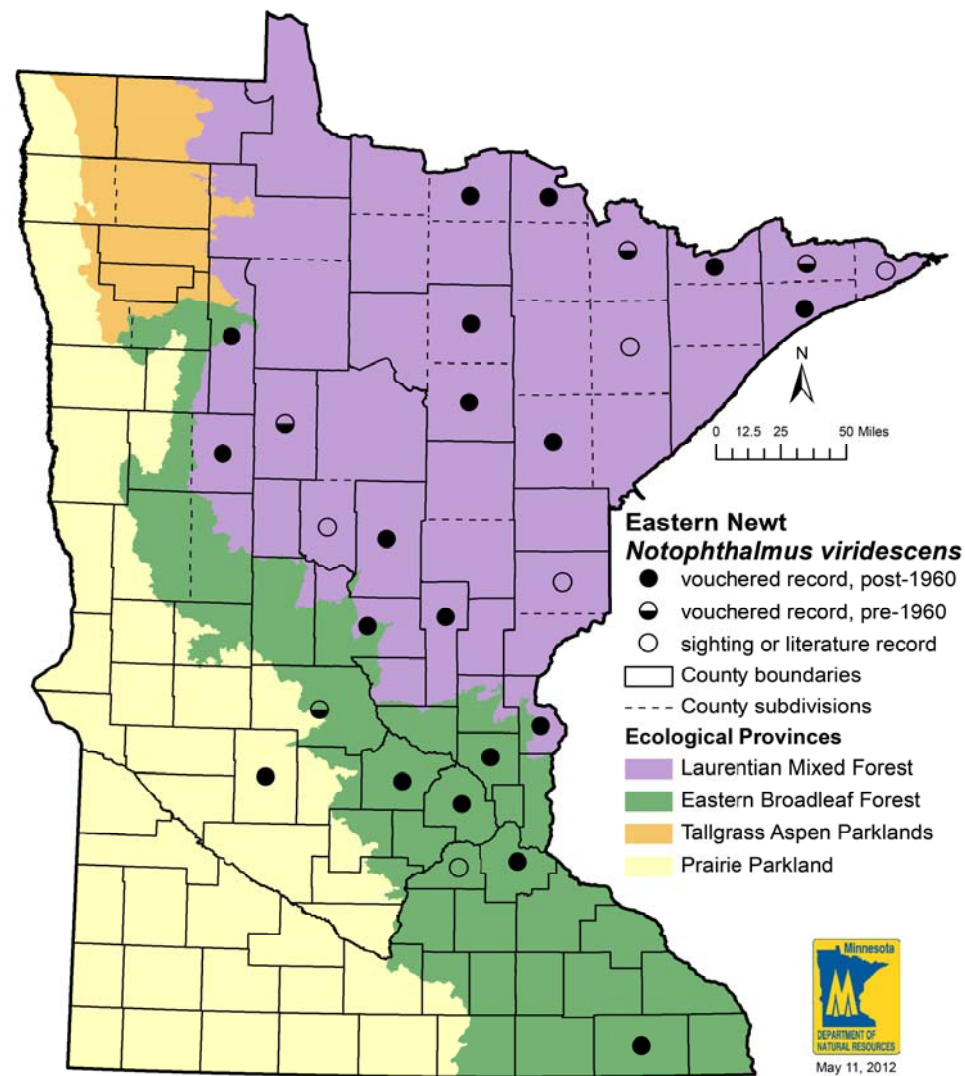 N
0 12.5 25 50 Miles
Eastern Newt
Notophthalmus viridescens
vouchered record, post-1960
vouchered record, pre-1960
sighting or literature record
County boundaries
County subdivisions
Ecological Provinces
Laurentian Mixed Forest
Eastern Broadleaf Forest
Tallgrass Aspen Parklands
Prairie Parkland
Minnesota
DEPARTMENT OF
NATURAL RESOURCES
May 11, 2012